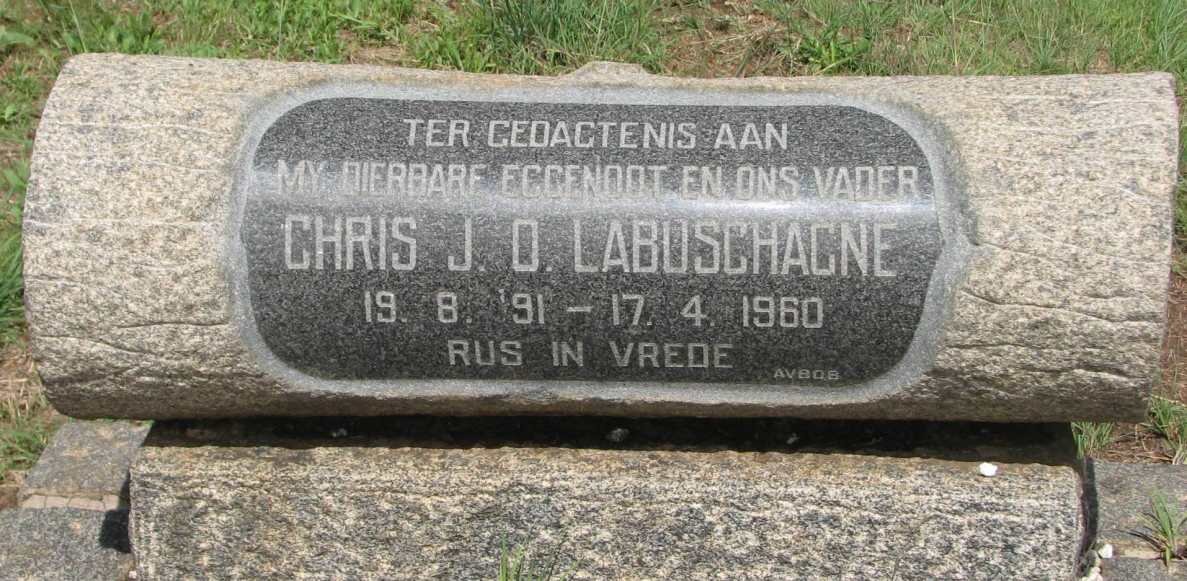 TER GEDAGTENIS AAN
MY DIERBARE EGGENOOT EN ONS VADER
CHRIS J. D. LABUSCHAGNE
19. 8. '91 – 17. 4. 1960
RUS IN VREDE
AVBOB